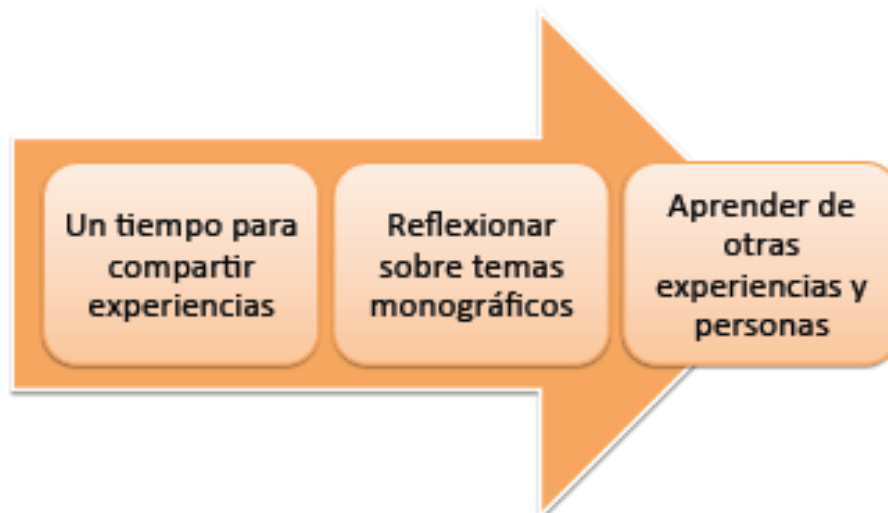 Un tiempo para
compartir
experiencias
Reflexionar
sobre temas
monográficos
Aprender de
otras
experiencias y
personas